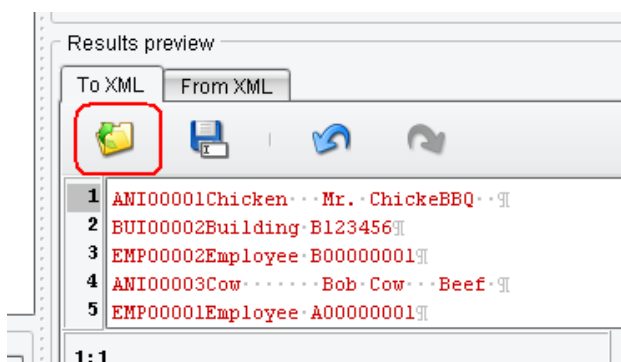 Results preview
To XML From XML
1 ANI00001Chicken···Mr.·ChickeBBQ··¶
2 BUI00002Building·B123456¶
3 EMP00002Employee·B00000001¶
4 ANI00003Cow·······Bob·Cow···Beef·¶
5 EMP00001Employee·A00000001¶
1:1